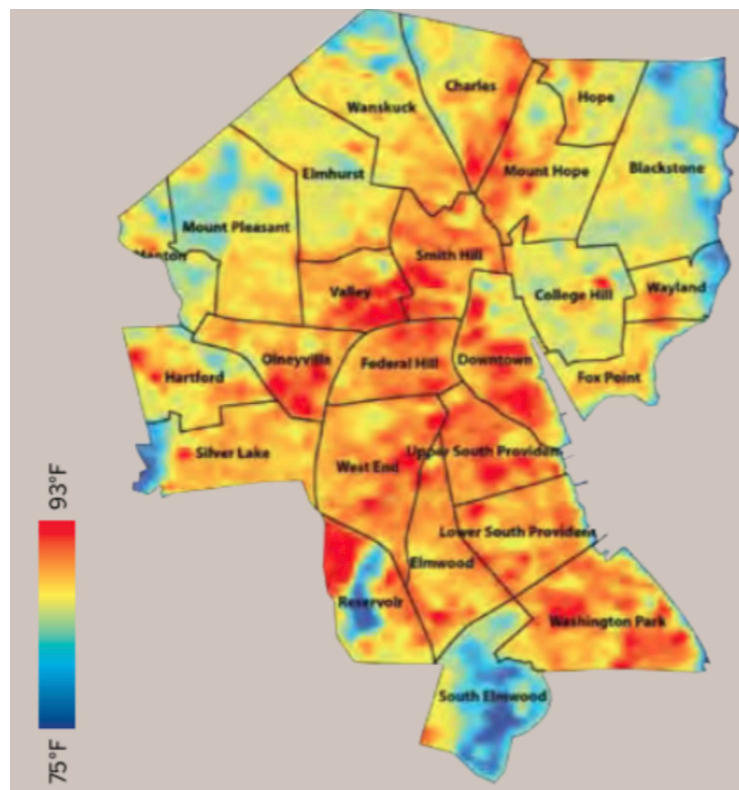 Charles
Hope
Wanskuck
Mount Hope
Blackstone
Elmhurst
Mount Pleasant
Smith Hill
College Hill
Wayland
Valley
Olneyville
Federal Hill
Downtown
Hartford
Fox Point
Silver Lake
West End
Upper South Providen
Lower South Providen
Elmwood
Reservoir
Washington Park
South Elmwood
93°F
75°F